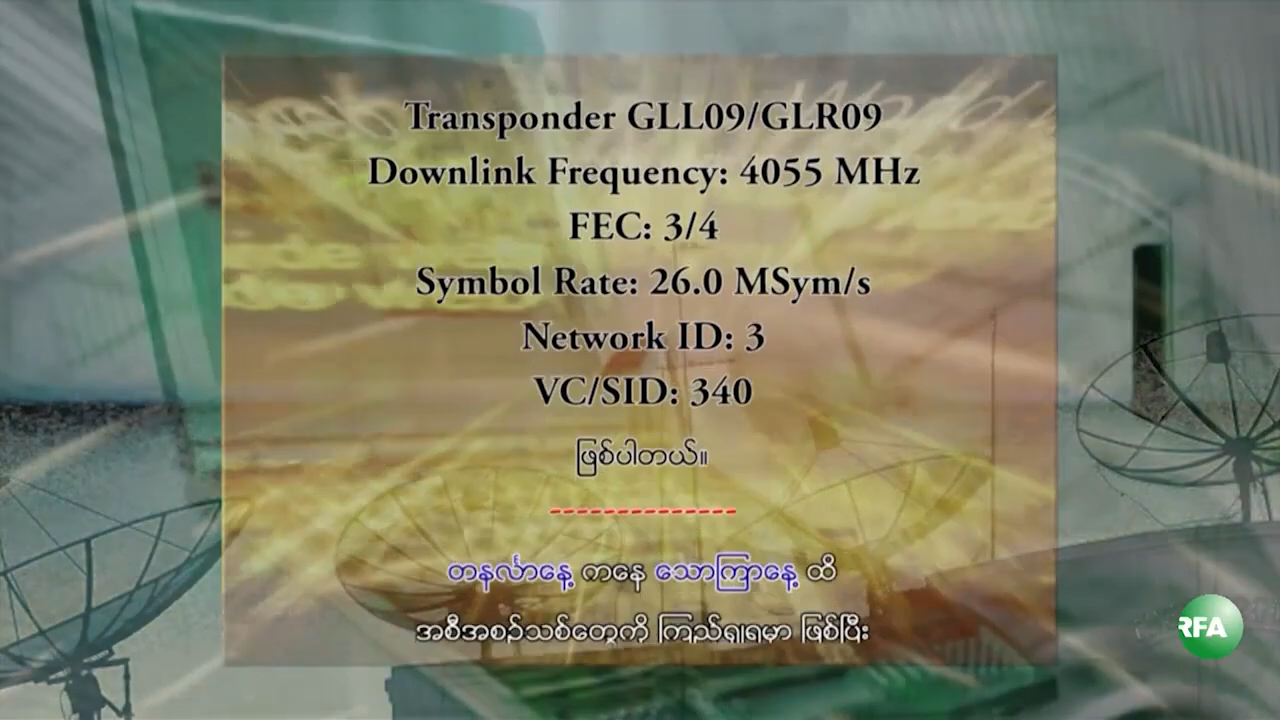 Transponder GLL09/GLR09
Downlink Frequency: 4055 MHz
FEC: 3/4
Symbol Rate: 26.0 MSym/s
Network ID: 3
VC/SID: 340
ဖြစ်ပါတယ်။
--------------
တနင်္လာနေ့ ကနေ သောကြာနေ့ ထိ
အစီအစဉ်သစ်တွေကို ကြည့်ရှုရမှာ ဖြစ်ပြီး
RFA